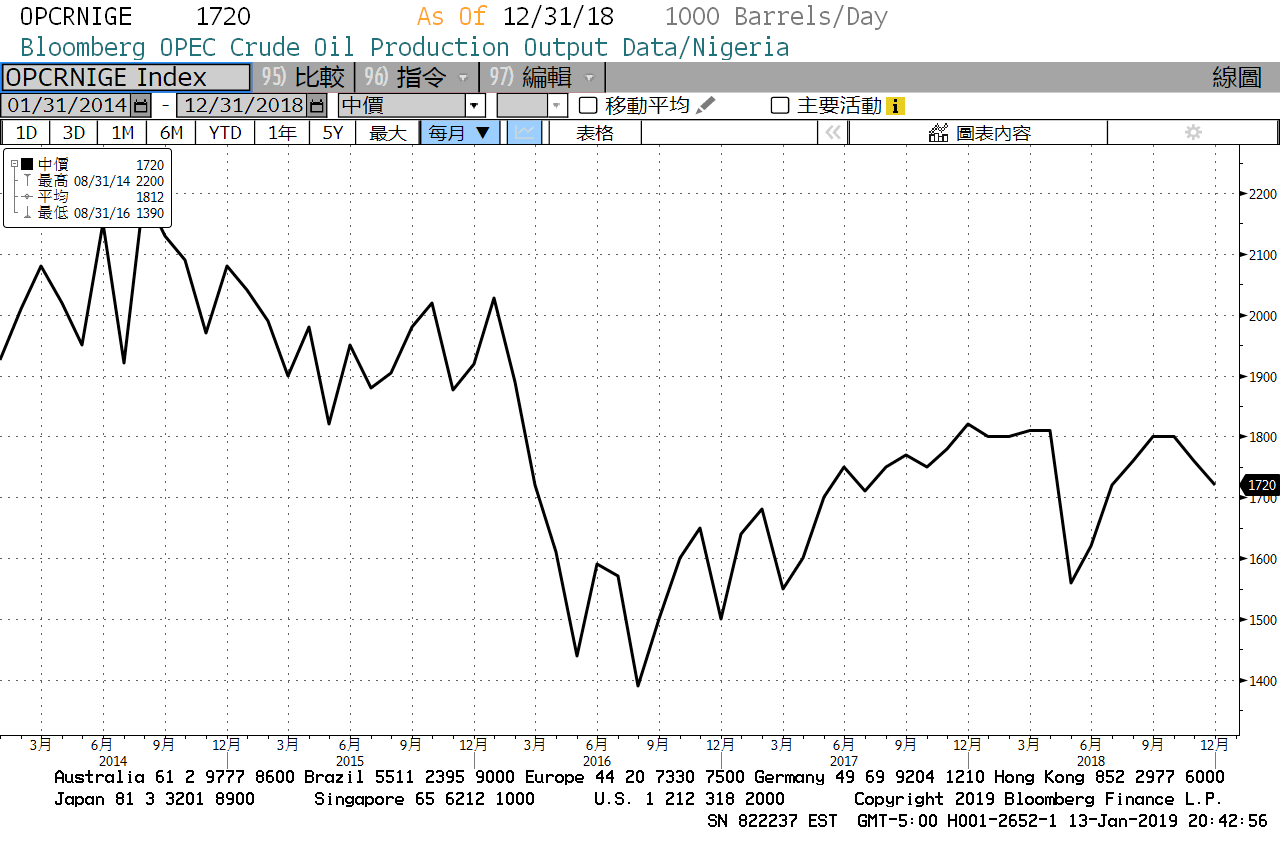 OPCRNIGE 1720 As Of 12/31/18 1000 Barrels/Day
Bloomberg OPEC Crude Oil Production Output Data/Nigeria
OPCRNIGE Index 95) 比較 96) 指令 97) 編輯 線圖
01/31/2014 - 12/31/2018 中價 移動平均 主要活動 i
1D 3D 1M 6M YTD 1年 5Y 最大 每月 ▼ 表格 « 圖表內容
中價 1720
最高 08/31/14 2200
平均 1812
最低 08/31/16 1390
2200
2100
2000
1900
1800
1720
1700
1600
1500
1400
3月 6月 9月 12月 3月 6月 9月 12月 3月 6月 9月 12月 3月 6月 9月 12月 3月 6月 9月 12月
2014 2015 2016 2017 2018
Australia 61 2 9777 8600 Brazil 5511 2395 9000 Europe 44 20 7330 7500 Germany 49 69 9204 1210 Hong Kong 852 2977 6000
Japan 81 3 3201 8900 Singapore 65 6212 1000 U.S. 1 212 318 2000 Copyright 2019 Bloomberg Finance L.P.
SN 822237 EST GMT-5:00 H001-2652-1 13-Jan-2019 20:42:56